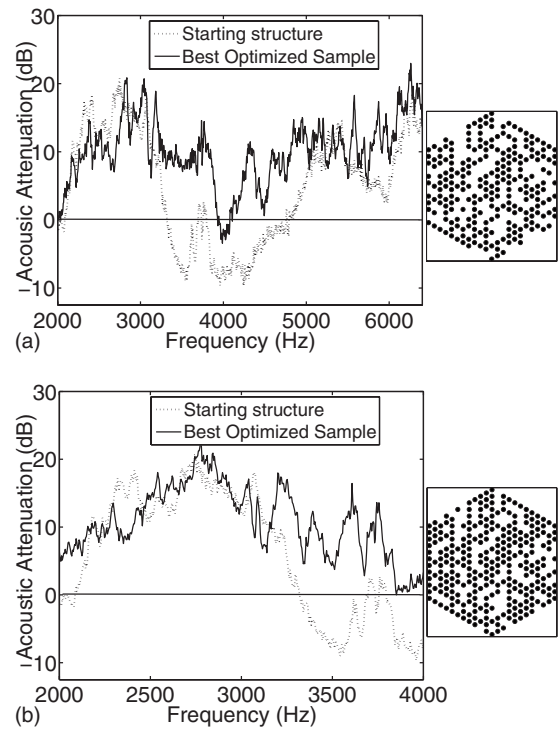 30
Starting structure
Best Optimized Sample
20
10
0
–10
Acousic Attenuation (dB)
2000 3000 4000 5000 6000
(a) Frequency (Hz)
30
Starting structure
Best Optimized Sample
20
10
0
–10
Acoustic Attenuation (dB)
2000 2500 3000 3500 4000
(b) Frequency (Hz)